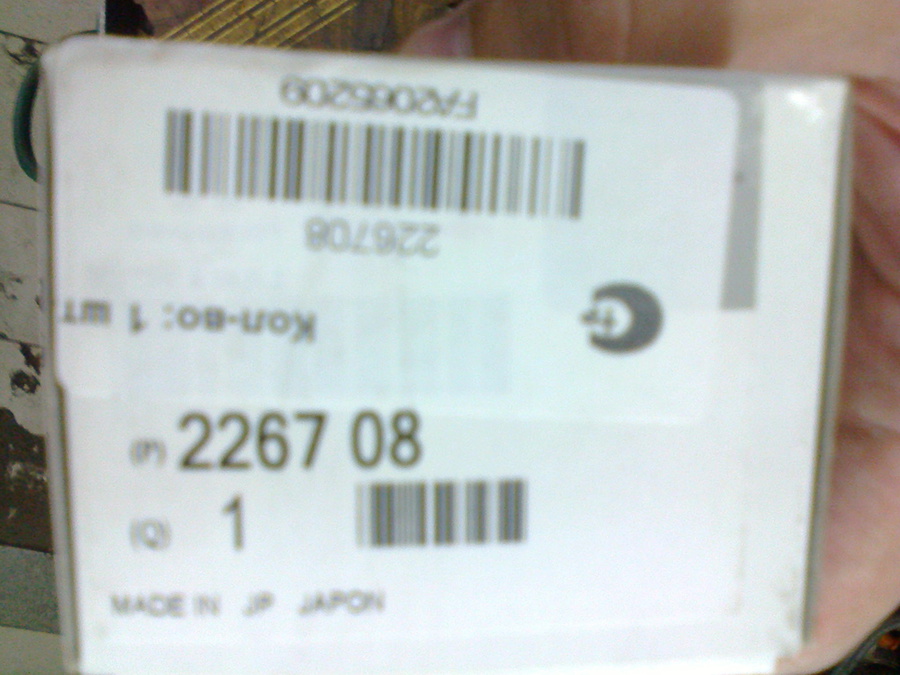 FA2065209
226708
Кол-во: 1 шт
(P) 2267 08
(Q) 1
MADE IN JP JAPON